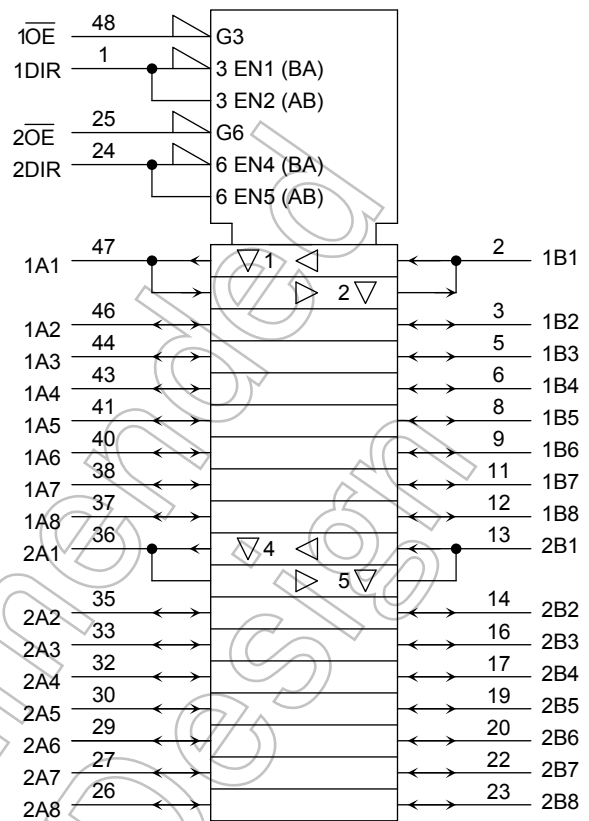 1OE 48 G3
1DIR 1 3 EN1 (BA)
3 EN2 (AB)
2OE 25 G6
2DIR 24 6 EN4 (BA)
6 EN5 (AB)
1A1 47 1 2 1B1
2
1A2 46 3 1B2
1A3 44 5 1B3
1A4 43 6 1B4
1A5 41 8 1B5
1A6 40 9 1B6
1A7 38 11 1B7
1A8 37 12 1B8
2A1 36 4 13 2B1
5
2A2 35 14 2B2
2A3 33 16 2B3
2A4 32 17 2B4
2A5 30 19 2B5
2A6 29 20 2B6
2A7 27 22 2B7
2A8 26 23 2B8
Design